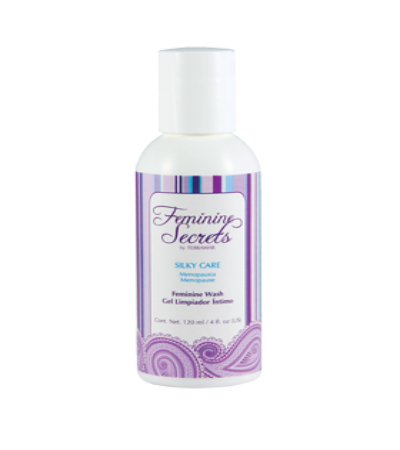 Feminine
Secrets
by TERRAMAR
SILKY CARE
Menopausia
Menopause
Feminine Wash
Gel Limpiador Íntimo
Cont. Net. 120 ml / 4 fl. oz (US)